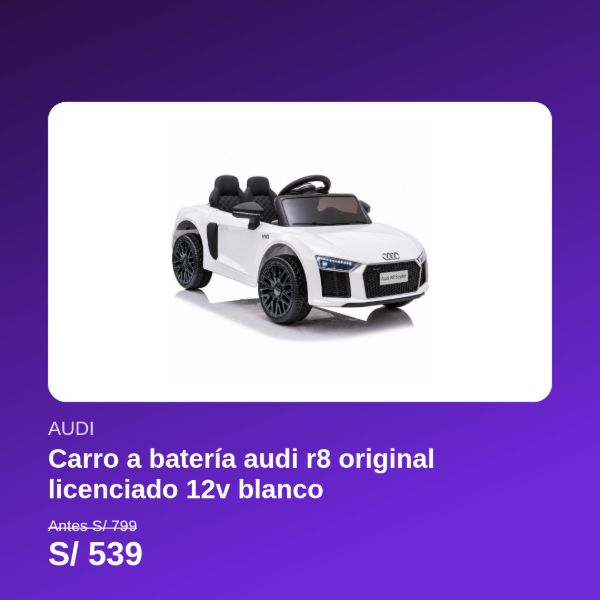 AUDI
Carro a batería audi r8 original
licenciado 12v blanco
Antes S/ 799
S/ 539